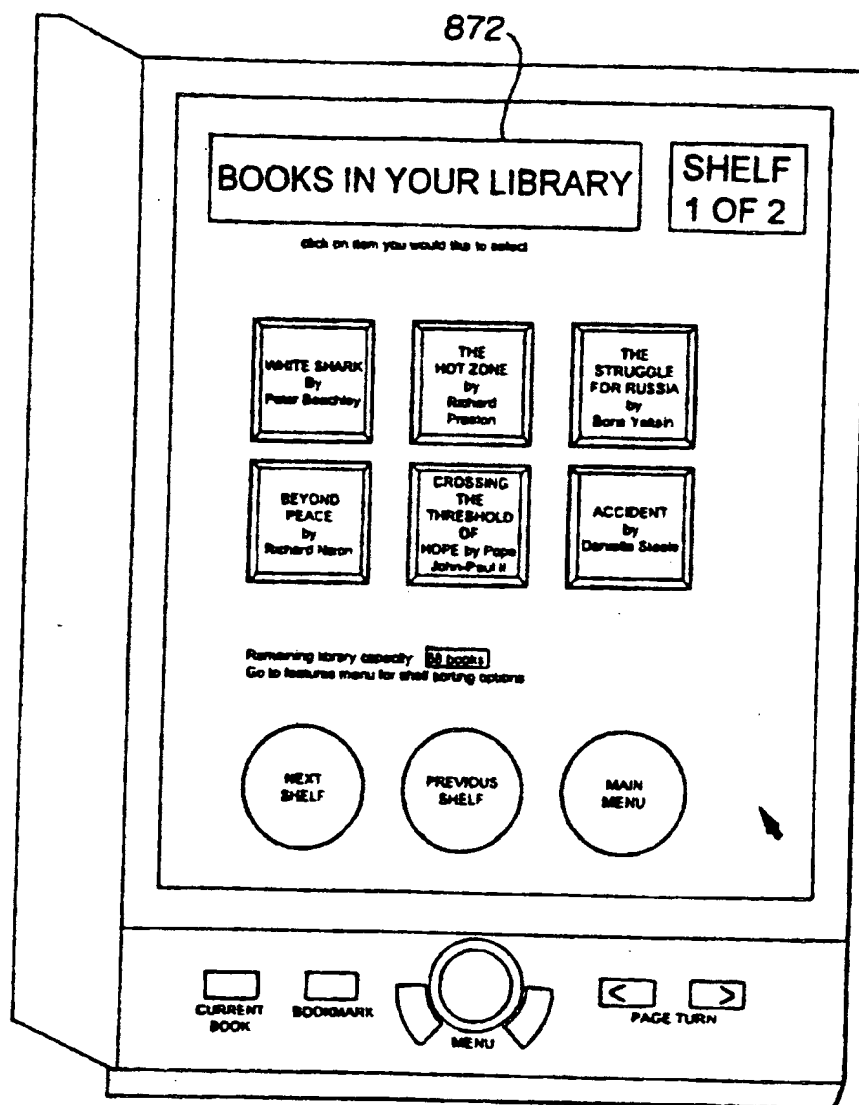 872
BOOKS IN YOUR LIBRARY
SHELF
1 OF 2
click on item you would like to select
WHITE SHARK
By
Peter Benchley
THE
HOT ZONE
by
Richard
Preston
THE
STRUGGLE
FOR RUSSIA
by
Boris Yeltsin
BEYOND
PEACE
by
Richard Nixon
CROSSING
THE
THRESHOLD
OF
HOPE by Pope
John-Paul II
ACCIDENT
by
Danielle Steele
Remaining library capacity books
Go to features menu for shelf sorting options
NEXT
SHELF
PREVIOUS
SHELF
MAIN
MENU
CURRENT
BOOK
BOOKMARK
MENU
< >
PAGE TURN